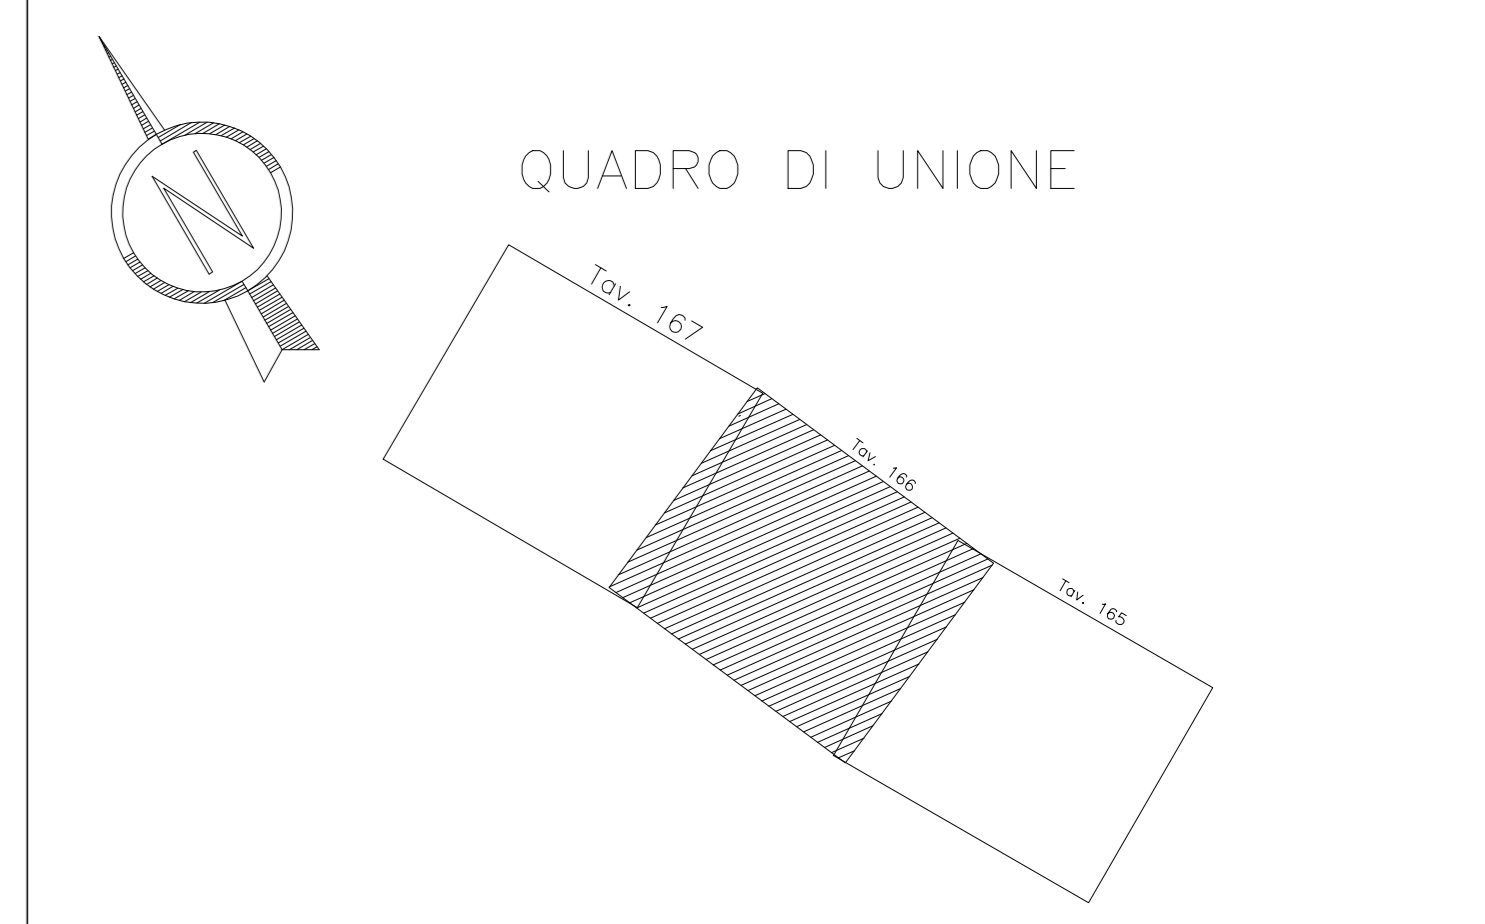 N
QUADRO DI UNIONE
Tav. 167
Tav. 166
Tav. 165